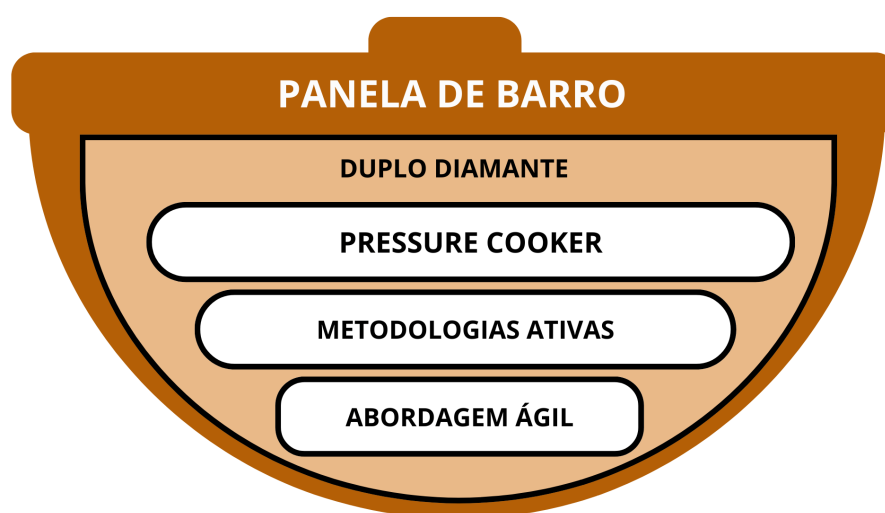 PANELA DE BARRO
DUPLO DIAMANTE
PRESSURE COOKER
METODOLOGIAS ATIVAS
ABORDAGEM ÁGIL